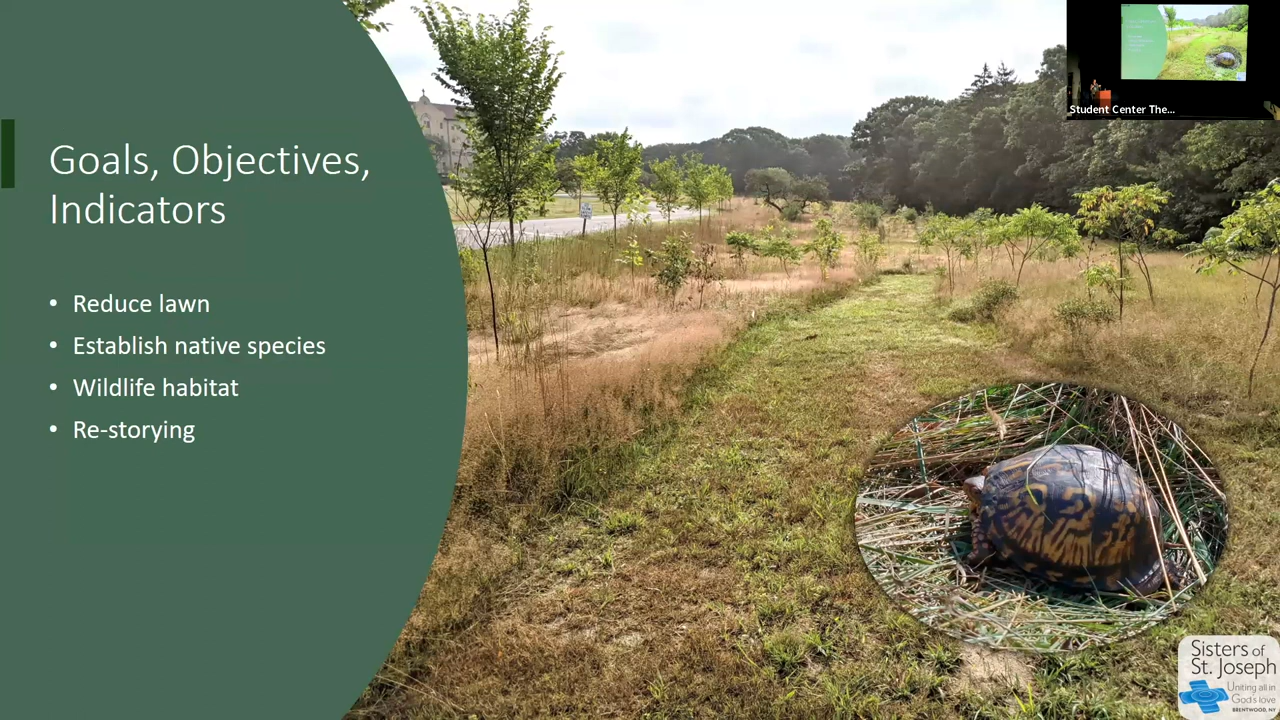 Goals, Objectives,
Indicators
• Reduce lawn
• Establish native species
• Wildlife habitat
• Re-storying
Student Center The...
Sisters of
St. Joseph
Uniting all in
God's love
BRENTWOOD, NY